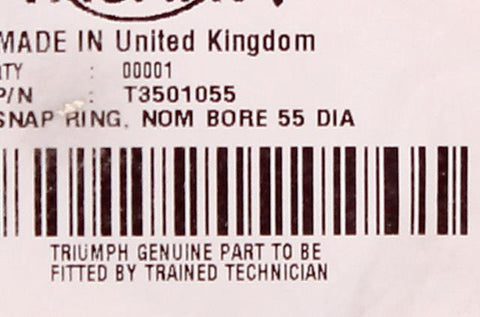 MADE IN United Kingdom
TY : 00001
P/N : T3501055
SNAP RING, NOM BORE 55 DIA
TRIUMPH GENUINE PART TO BE
FITTED BY TRAINED TECHNICIAN